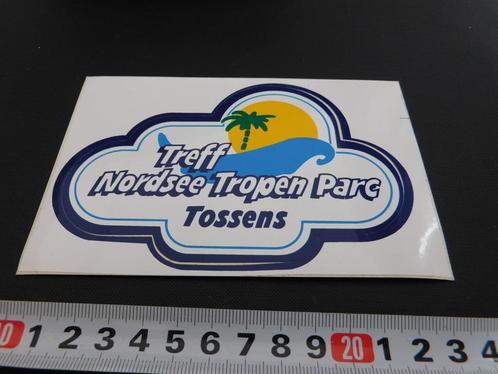 Treff
Nordsee Tropen Parc
Tossens
10 1 2 3 4 5 6 7 8 9 20 1 2 3 4